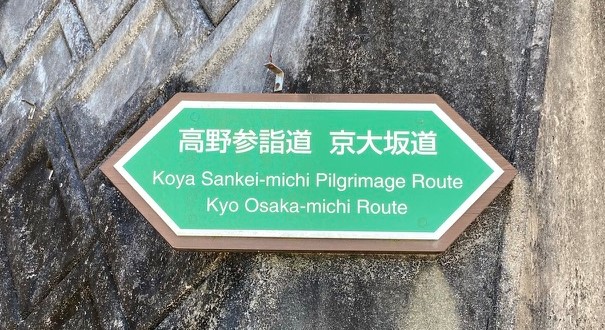 高野参詣道 京大坂道
Koya Sankei-michi Pilgrimage Route
Kyo Osaka-michi Route